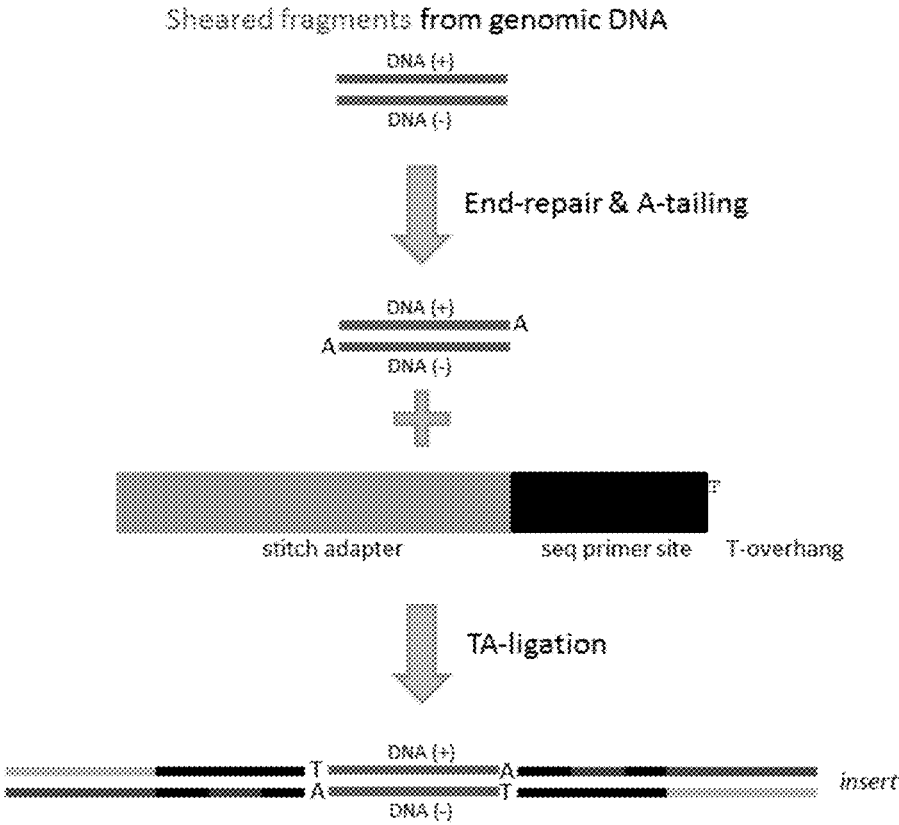 Sheared fragments from genomic DNA
DNA (+)
DNA (-)
End-repair & A-tailing
DNA (+)
A
A
DNA (-)
T
stitch adapter seq primer site T-overhang
TA-ligation
DNA (+)
T A
insert
A T
DNA (-)